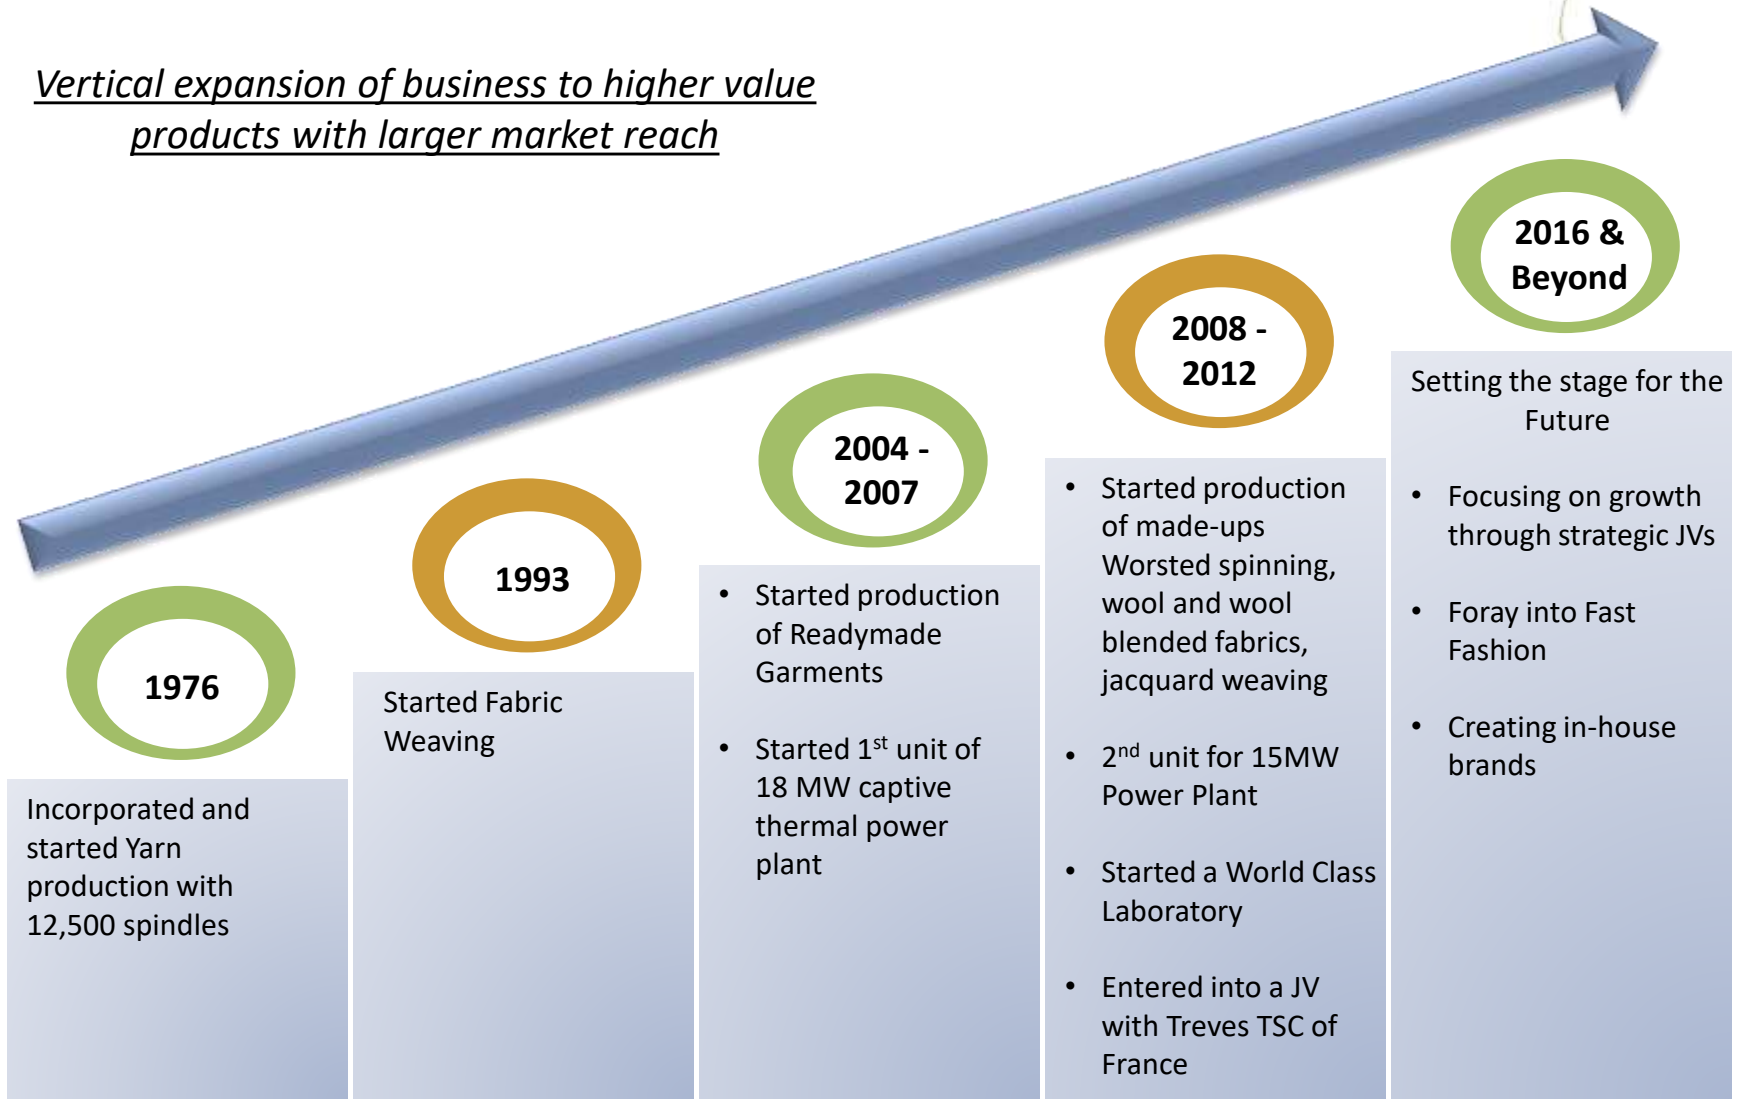 Vertical expansion of business to higher value
products with larger market reach
1976
Incorporated and
started Yarn
production with
12,500 spindles
1993
Started Fabric
Weaving
2004 -
2007
• Started production
of Readymade
Garments
• Started 1st unit of
18 MW captive
thermal power
plant
2008 -
2012
• Started production
of made-ups
Worsted spinning,
wool and wool
blended fabrics,
jacquard weaving
• 2nd unit for 15MW
Power Plant
• Started a World Class
Laboratory
• Entered into a JV
with Treves TSC of
France
2016 &
Beyond
Setting the stage for the
Future
• Focusing on growth
through strategic JVs
• Foray into Fast
Fashion
• Creating in-house
brands